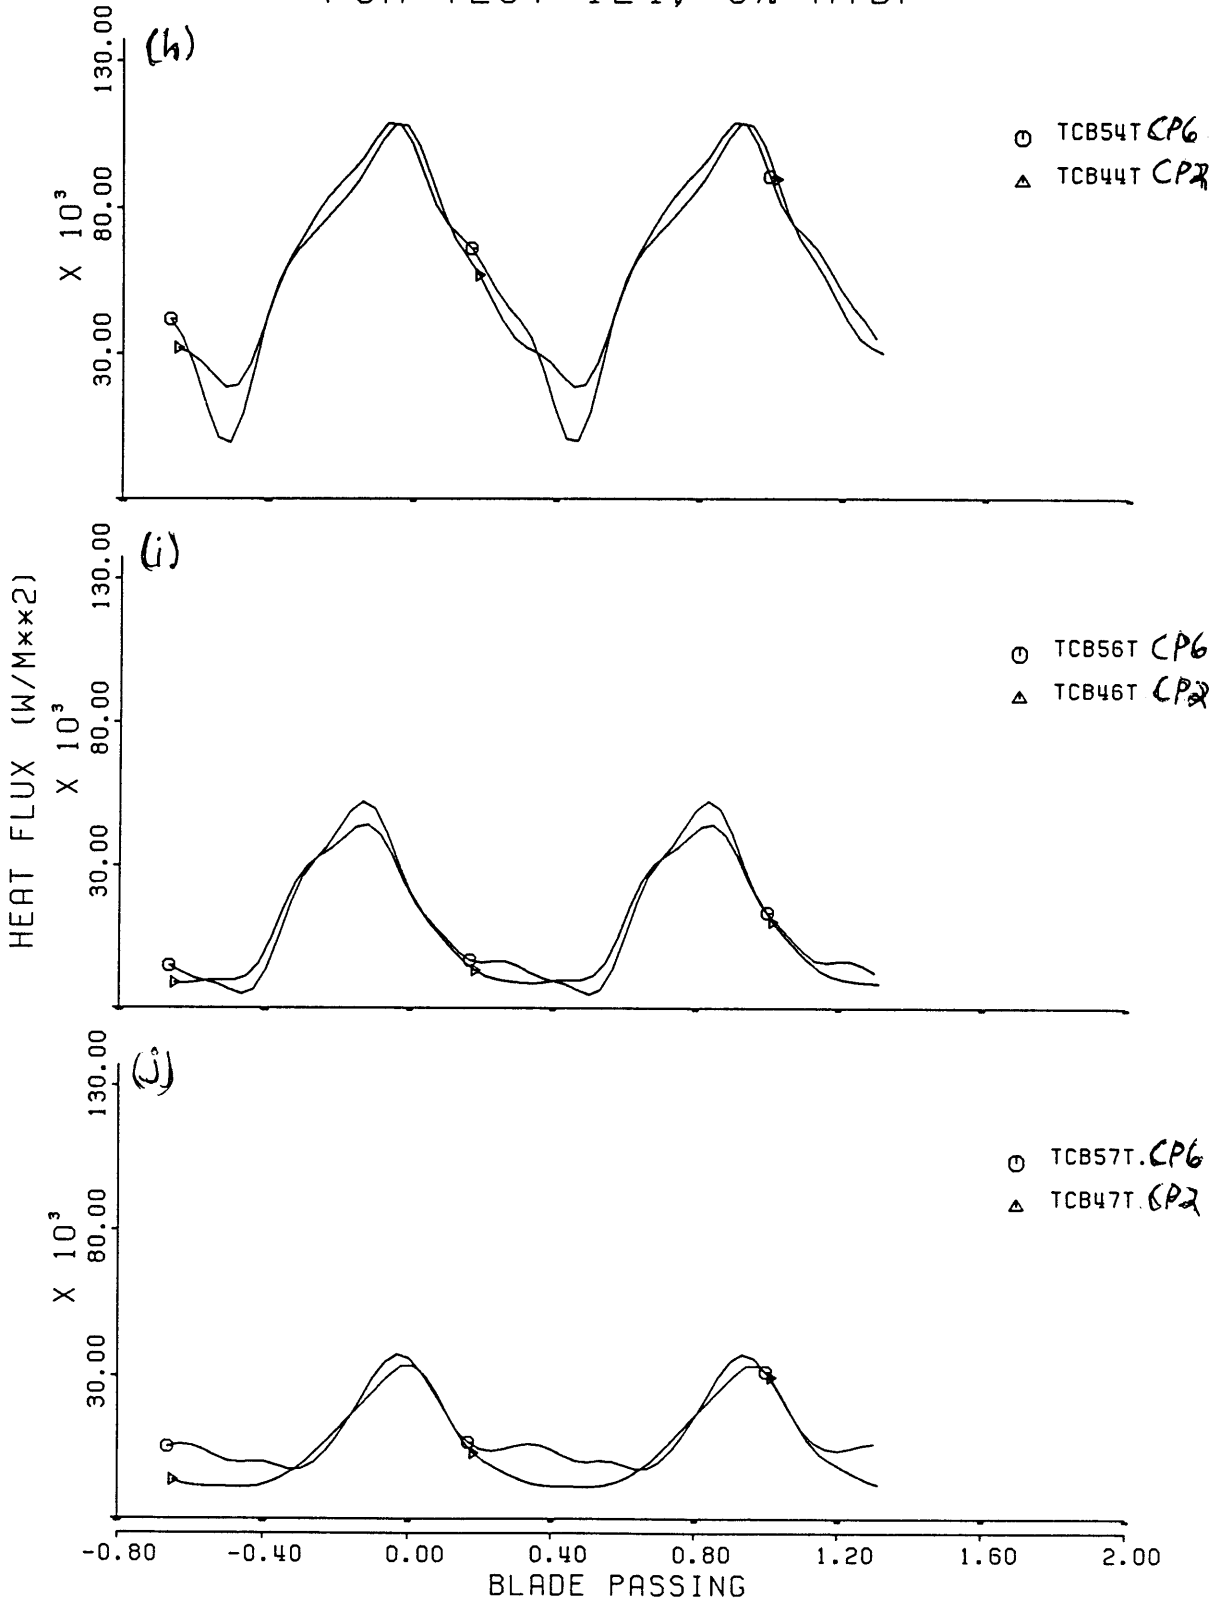 (h)
130.00
80.00
30.00
X 10³
TCB54T CP6
TCB44T CP2
(i)
130.00
80.00
30.00
X 10³
HEAT FLUX (W/M**2)
TCB56T CP6
TCB46T CP2
(j)
130.00
80.00
30.00
X 10³
TCB57T. CP6
TCB47T. CP2
-0.80 -0.40 0.00 0.40 0.80 1.20 1.60 2.00
BLADE PASSING